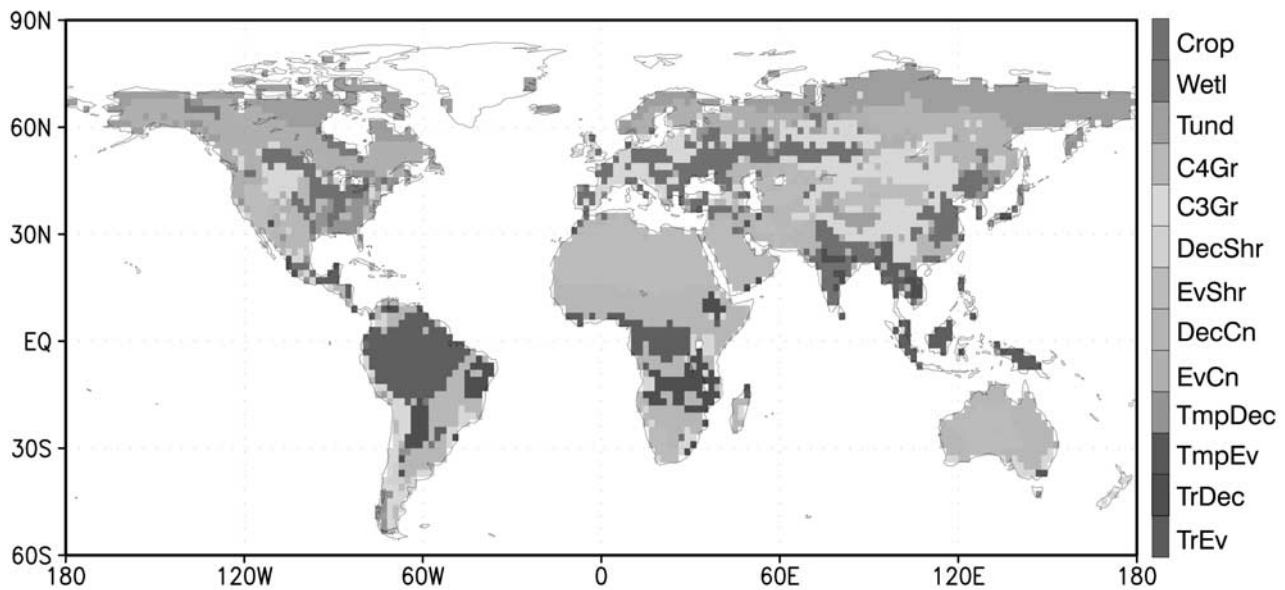 90N
60N
30N
EQ
30S
60S
180
120W
60W
0
60E
120E
180
Crop
Wetl
Tund
C4Gr
C3Gr
DecShr
EvShr
DecCn
EvCn
TmpDec
TmpEv
TrDec
TrEv